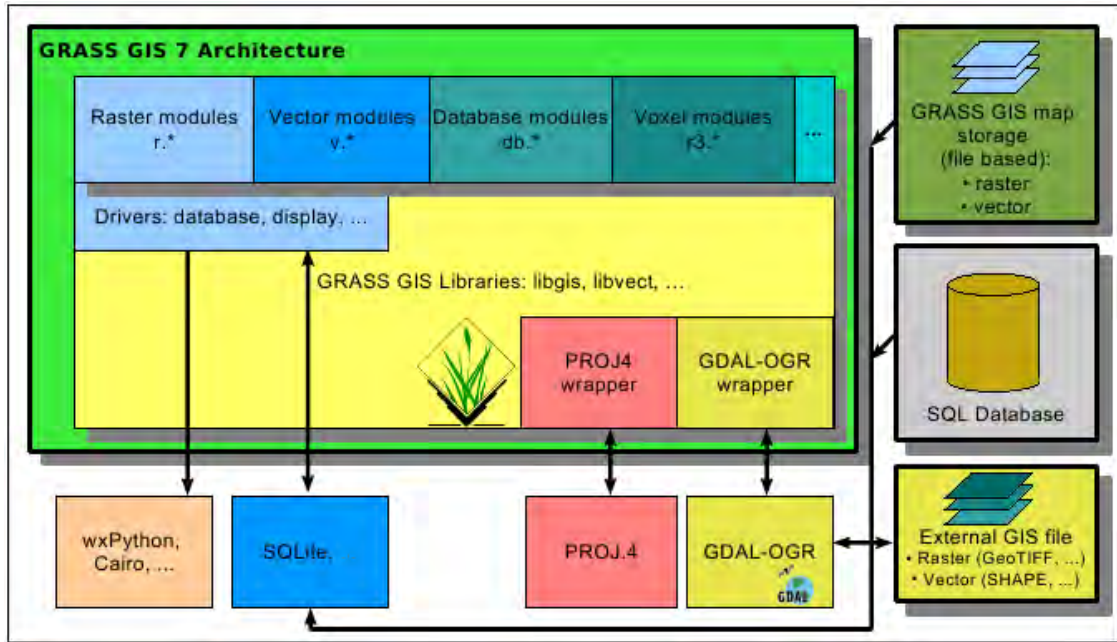 GRASS GIS 7 Architecture
Raster modules
r.*
Vector modules
v.*
Database modules
db.*
Voxel modules
r3.*
...
Drivers: database, display, ...
GRASS GIS Libraries: libgis, libvect, ...
PROJ4
wrapper
GDAL-OGR
wrapper
wxPython,
Cairo, ...
SQLite, ...
PROJ.4
GDAL-OGR
GDAL
GRASS GIS map
storage
(file based):
• raster
• vector
SQL Database
External GIS file
• Raster (GeoTIFF, ...)
• Vector (SHAPE, ...)